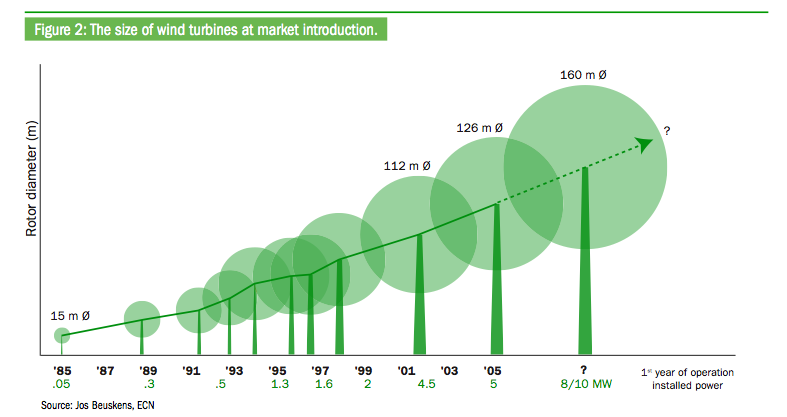 Figure 2: The size of wind turbines at market introduction.
160 m Ø
?
126 m Ø
112 m Ø
Rotor diameter (m)
15 m Ø
'85 '87 '89 '91 '93 '95 '97 '99 '01 '03 '05 ? 1st year of operation
.05 .3 .5 1.3 1.6 2 4.5 5 8/10 MW installed power
Source: Jos Beuskens, ECN